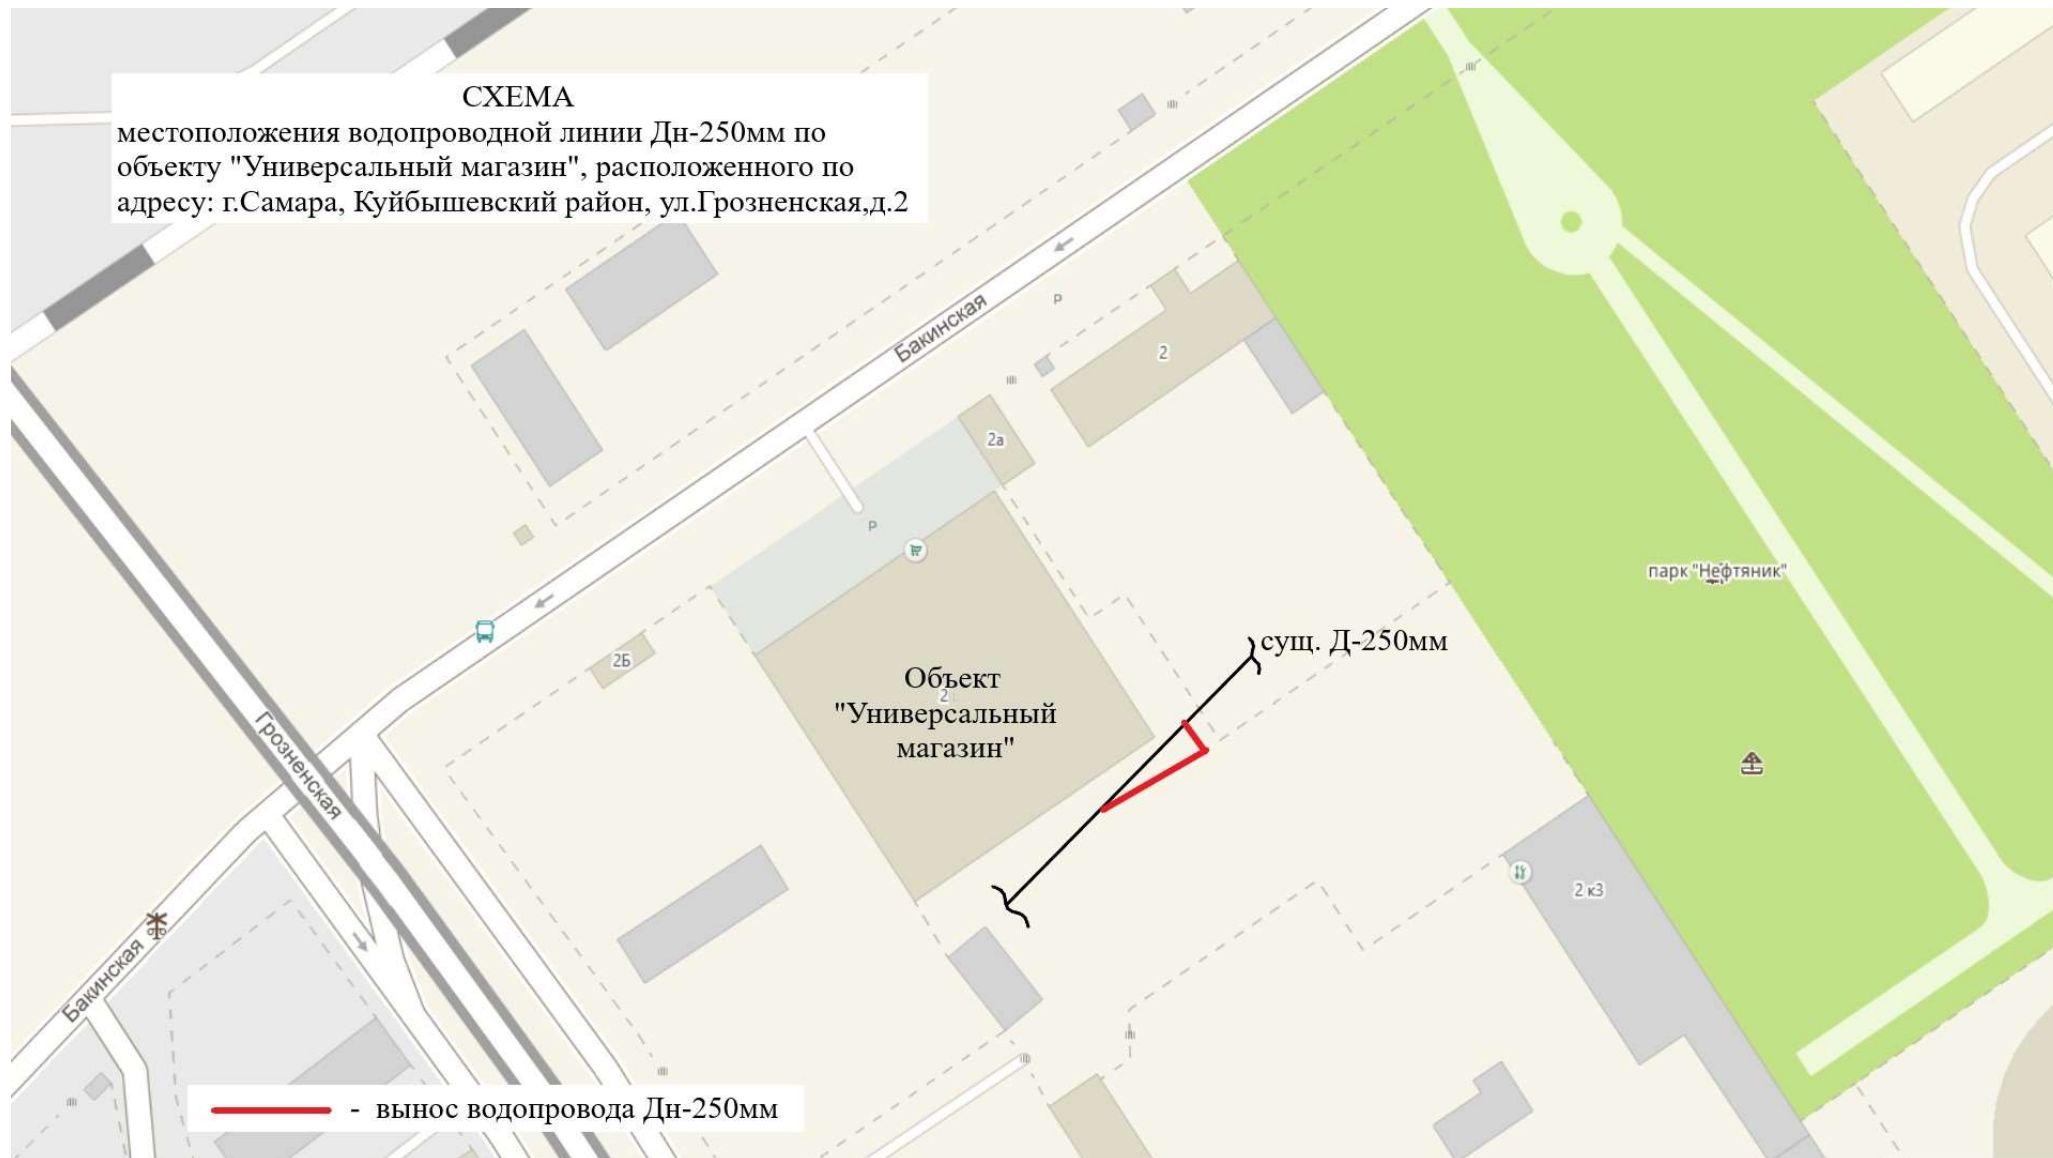 СХЕМА
местоположения водопроводной линии Дн-250мм по
объекту "Универсальный магазин", расположенного по
адресу: г.Самара, Куйбышевский район, ул.Грозненская,д.2
Бакинская
P
2
2а
P
парк "Нефтяник"
2Б
сущ. Д-250мм
Объект
2
"Универсальный
магазин"
Грозненская
2 к3
Бакинская
- вынос водопровода Дн-250мм